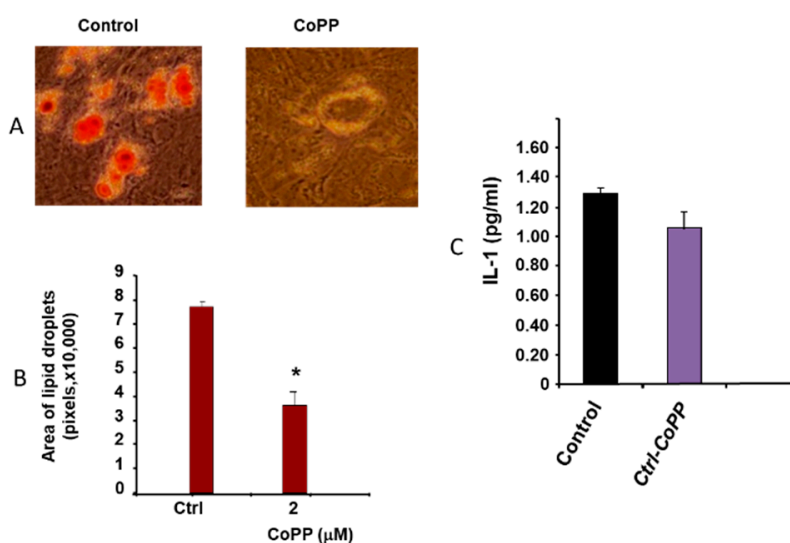 Control
CoPP
A
B
Area of lipid droplets
(pixels,x10,000)
9
8
7
6
5
4
3
2
1
0
*
Ctrl
2
CoPP (μM)
C
IL-1 (pg/ml)
1.60
1.40
1.20
1.00
0.80
0.60
0.40
0.20
0
Control
Ctrl-CoPP